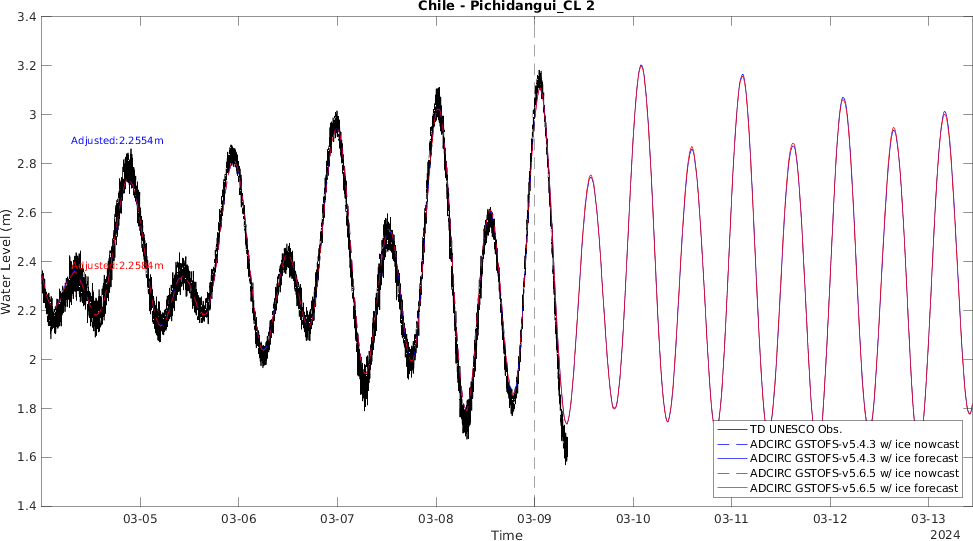 Chile - Pichidangui_CL 2
Water Level (m)
3.4
3.2
3
2.8
2.6
2.4
2.2
2
1.8
1.6
1.4
Adjusted:2.2554m
Adjusted:2.2584m
TD UNESCO Obs.
ADCIRC GSTOFS-v5.4.3 w/ ice nowcast
ADCIRC GSTOFS-v5.4.3 w/ ice forecast
ADCIRC GSTOFS-v5.6.5 w/ ice nowcast
ADCIRC GSTOFS-v5.6.5 w/ ice forecast
03-05 03-06 03-07 03-08 03-09 03-10 03-11 03-12 03-13
Time
2024